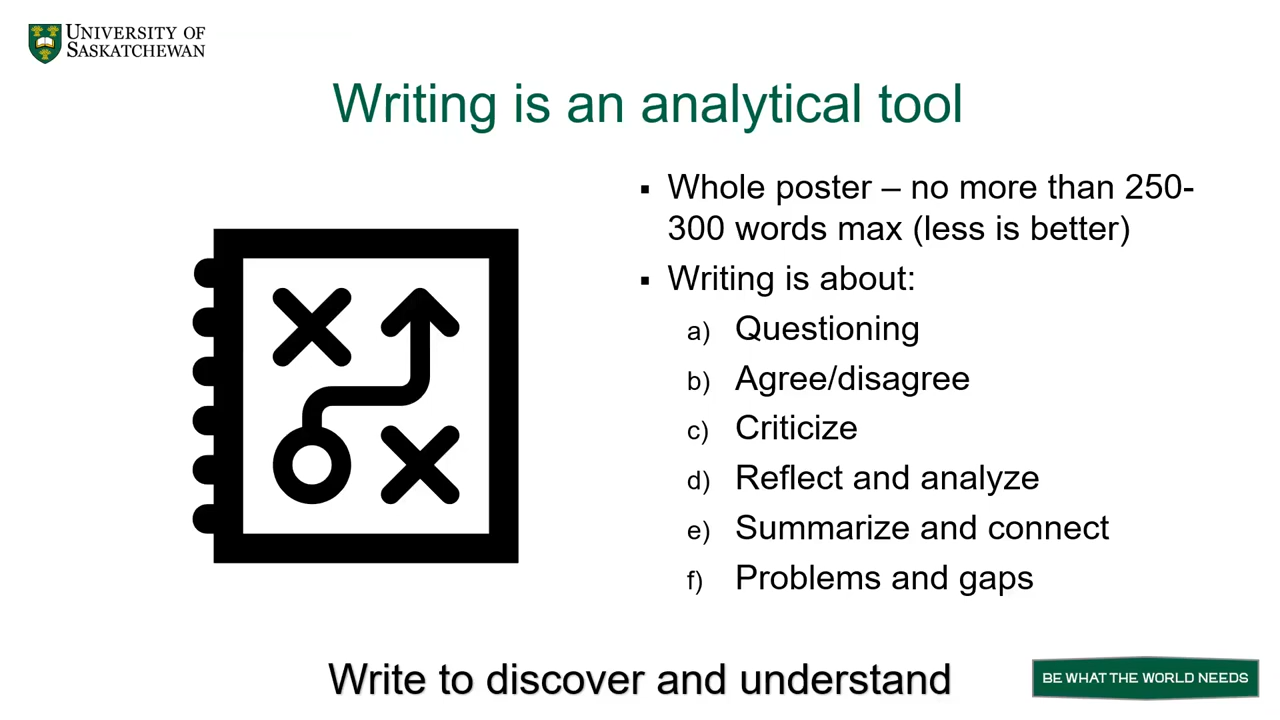 UNIVERSITY OF
SASKATCHEWAN
Writing is an analytical tool
▪ Whole poster – no more than 250-
300 words max (less is better)
▪ Writing is about:
a) Questioning
b) Agree/disagree
c) Criticize
d) Reflect and analyze
e) Summarize and connect
f) Problems and gaps
Write to discover and understand
BE WHAT THE WORLD NEEDS